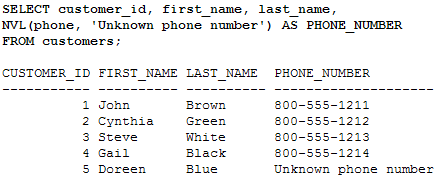 SELECT customer_id, first_name, last_name,
NVL(phone, 'Unknown phone number') AS PHONE_NUMBER
FROM customers;
CUSTOMER_ID FIRST_NAME LAST_NAME  PHONE_NUMBER
----------- ---------- ---------- --------------------
          1 John       Brown      800-555-1211
          2 Cynthia    Green      800-555-1212
          3 Steve      White      800-555-1213
          4 Gail       Black      800-555-1214
          5 Doreen     Blue       Unknown phone number